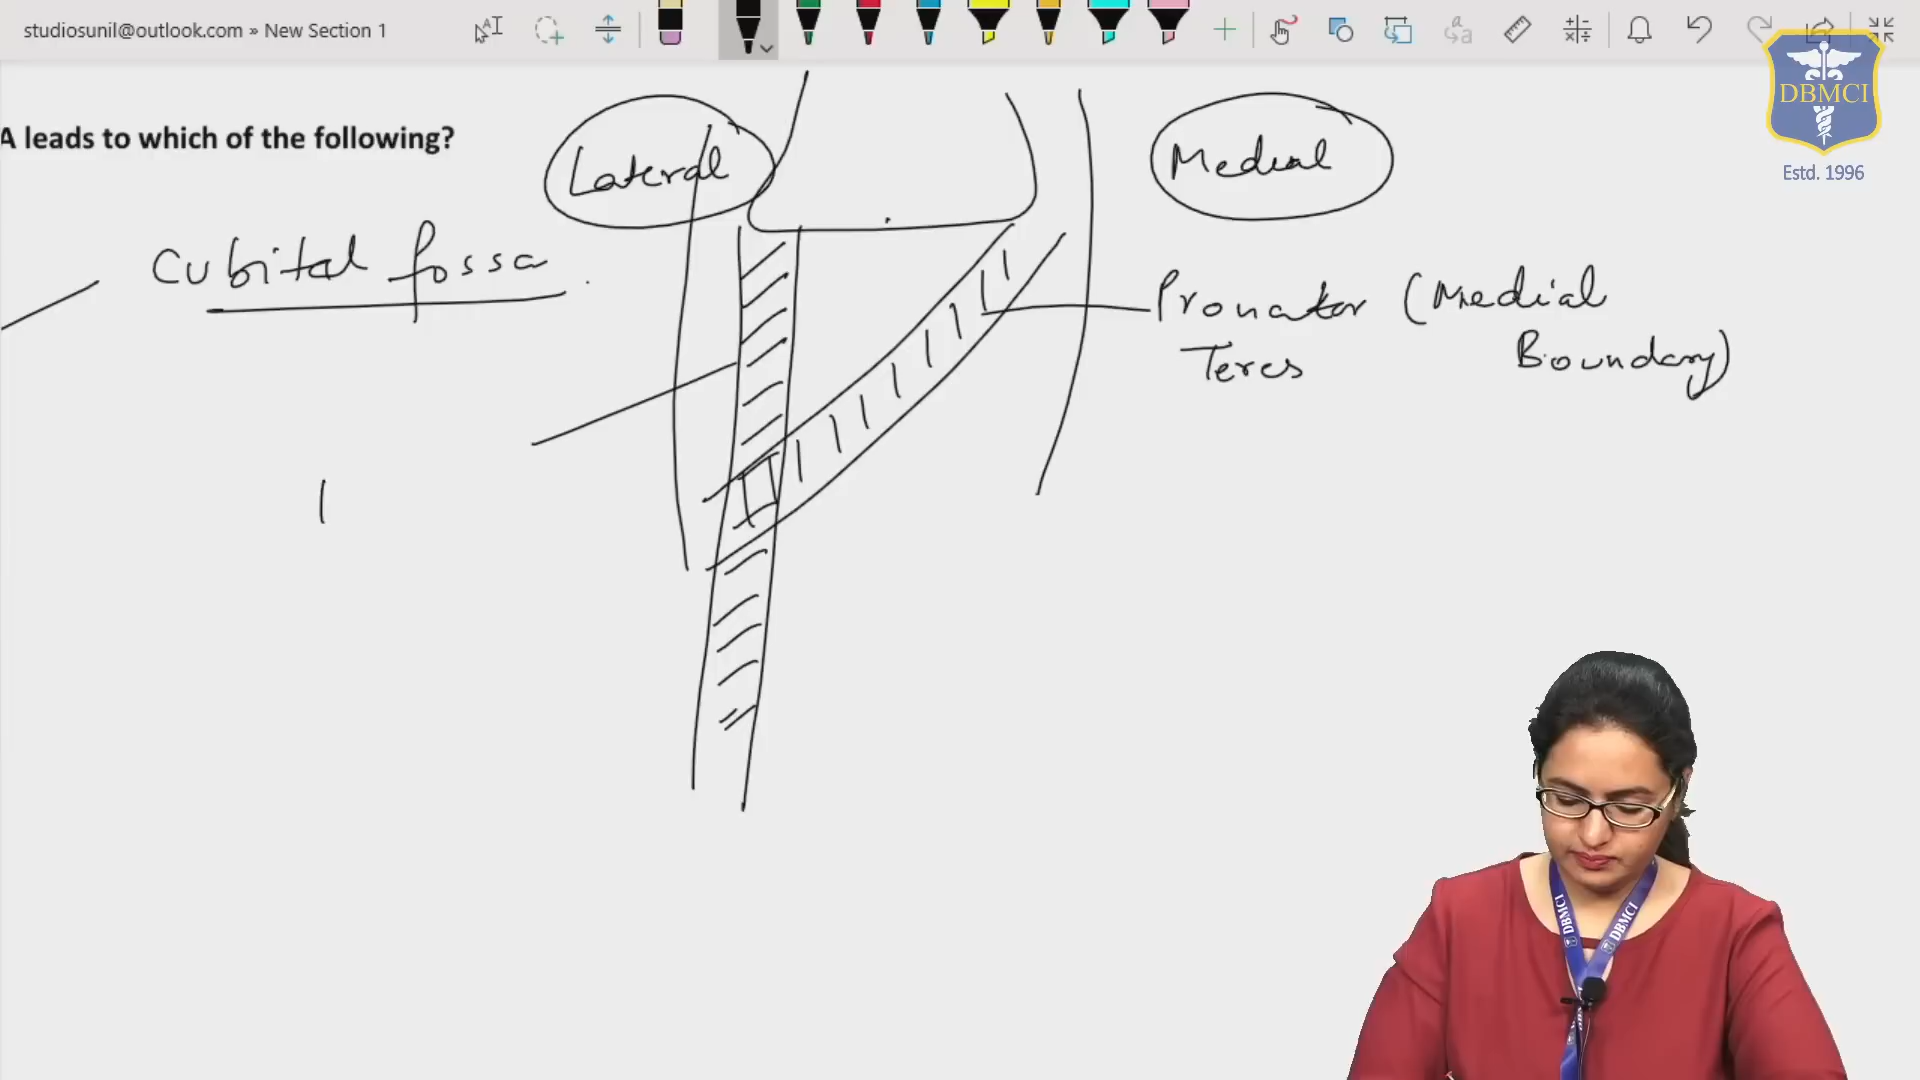 studiosunil@outlook.com » New Section 1
DBMCI
Estd. 1996
A leads to which of the following?
Lateral
Medial
Cubital fossa
Pronator (Medial
Teres Boundary)
DBMCI
DBMCI